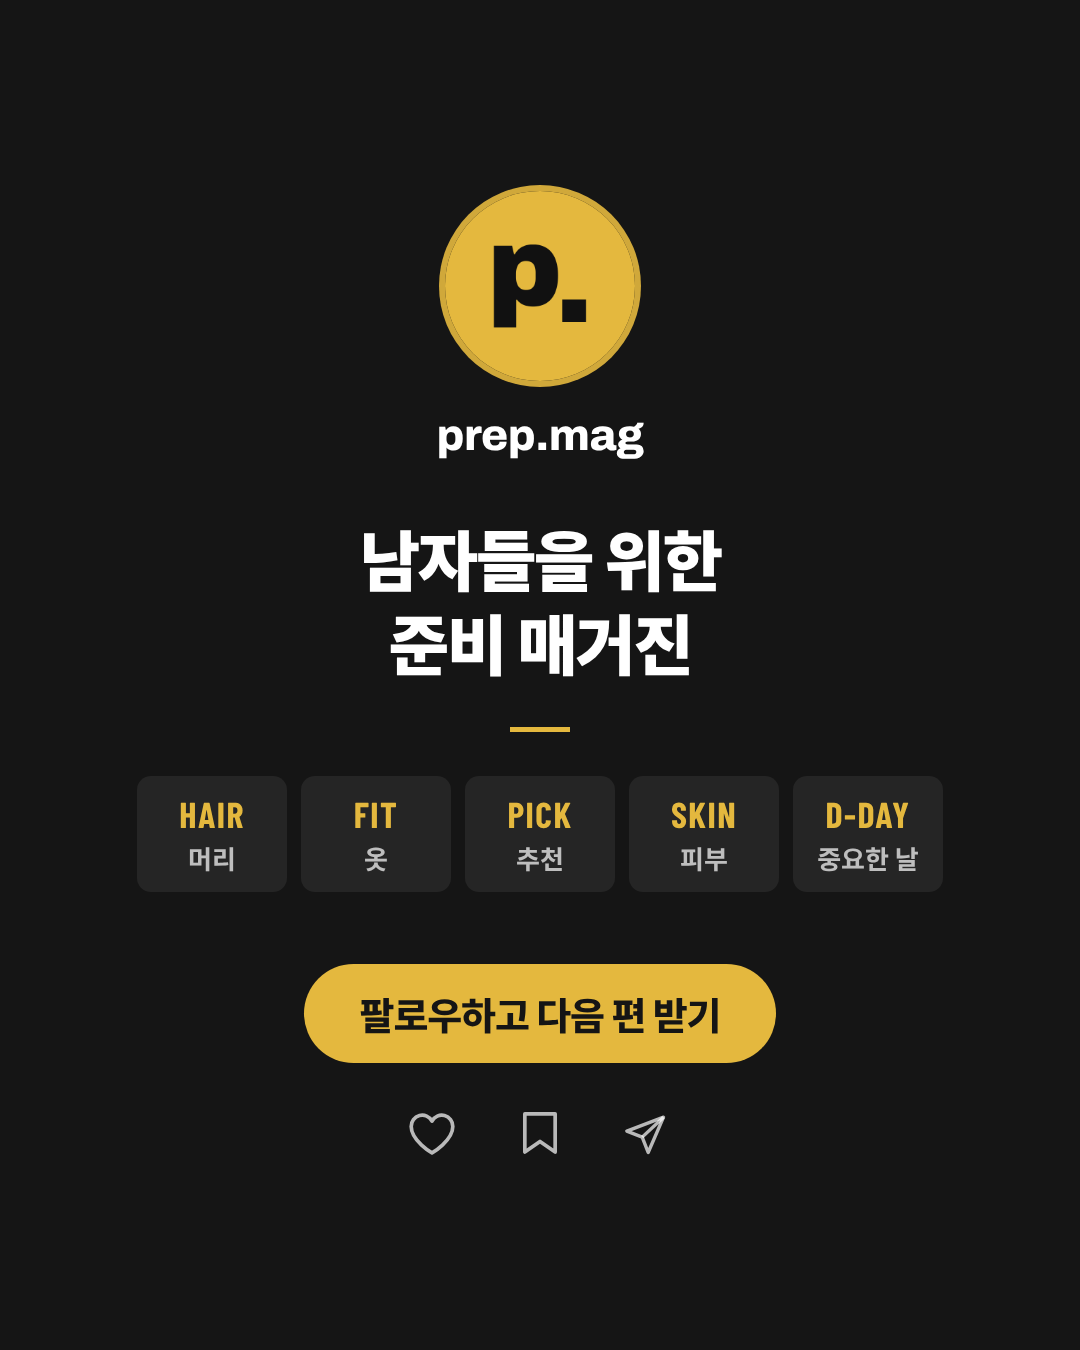 p.
prep.mag
남자들을 위한
준비 매거진
HAIR
머리
FIT
옷
PICK
추천
SKIN
피부
D-DAY
중요한 날
팔로우하고 다음 편 받기